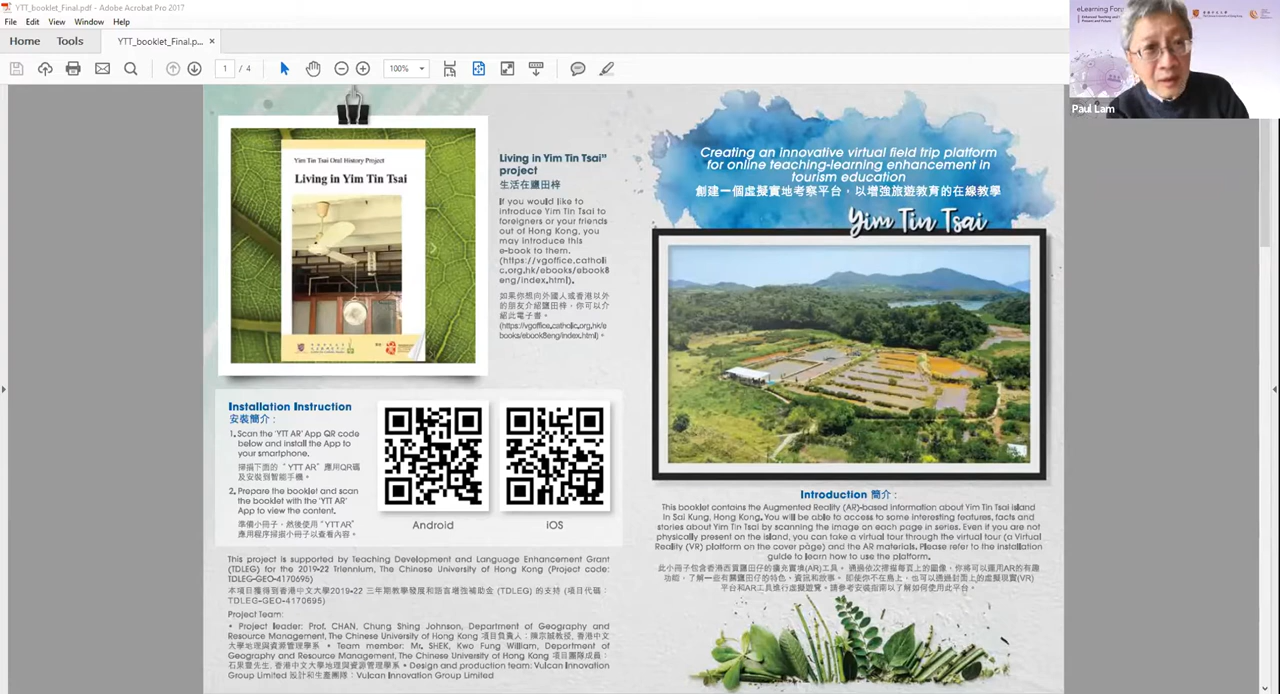 YTT_booklet_Final.pdf - Adobe Acrobat Pro 2017
File Edit View Window Help
Home Tools YTT_booklet_Final.p... ×
1 / 4 100%
eLearning For
Paul Lam
Yim Tin Tsai Oral History Project
Living in Yim Tin Tsai
Living in Yim Tin Tsai"
project
生活在鹽田梓
If you would like to
introduce Yim Tin Tsai to
foreigners or your friends
out of Hong Kong, you
may introduce this
e-book to them.
(https://vgoffice.catholi
c.org.hk/ebooks/ebook8
eng/index.html).
如果你想向外國人或香港以外
的朋友介紹鹽田梓，你可以介
紹此電子書。
(https://vgoffice.catholic.org.hk/e
books/ebook8eng/index.html)。
Installation Instruction
安裝簡介：
1. Scan the 'YTT AR' App QR code
below and install the App to
your smartphone.
掃描下面的 "YTT AR" 應用QR碼
及安裝到智能手機。
2. Prepare the booklet and scan
the booklet with the 'YTT AR'
App to view the content.
準備小冊子，然後使用 "YTT AR"
應用程序掃描小冊子以查看內容。
Android
iOS
This project is supported by Teaching Development and Language Enhancement Grant
(TDLEG) for the 2019-22 Triennium, The Chinese University of Hong Kong (Project code:
TDLEG-GEO-4170695)
本項目獲得到香港中文大學2019-22 三年期教學發展和語言增強補助金 (TDLEG) 的支持 (項目代碼：
TDLEG-GEO-4170695)
Project Team:
• Project leader: Prof. CHAN, Chung Shing Johnson, Department of Geography and
Resource Management, The Chinese University of Hong Kong 項目負責人：陳宗誠教授, 香港中文
大學地理與資源管理學系 • Team member: Mr. SHEK, Kwo Fung William, Department of
Geography and Resource Management, The Chinese University of Hong Kong 項目團隊成員：
石果豐先生, 香港中文大學地理與資源管理學系 • Design and production team: Vulcan Innovation
Group Limited 設計和生產團隊：Vulcan Innovation Group Limited
Creating an innovative virtual field trip platform
for online teaching-learning enhancement in
tourism education
創建一個虛擬實地考察平台，以增強旅遊教育的在線教學
Yim Tin Tsai
Introduction 簡介：
This booklet contains the Augmented Reality (AR)-based information about Yim Tin Tsai island
in Sai Kung, Hong Kong. You will be able to access to some interesting features, facts and
stories about Yim Tin Tsai by scanning the image on each page in series. Even if you are not
physically present on the island, you can take a virtual tour through the virtual tour (a Virtual
Reality (VR) platform on the cover page) and the AR materials. Please refer to the installation
guide to learn how to use the platform.
此小冊子包含香港西貢鹽田仔的擴充實境(AR)工具。通過依次掃描每頁上的圖像，你將可以運用AR的有趣
功能，了解一些有關鹽田仔的特色、資訊和故事。即使你不在島上，也可以通過封面上的虛擬現實(VR)
平台和AR工具進行虛擬遊覽。請參考安裝指南以了解如何使用此平台。